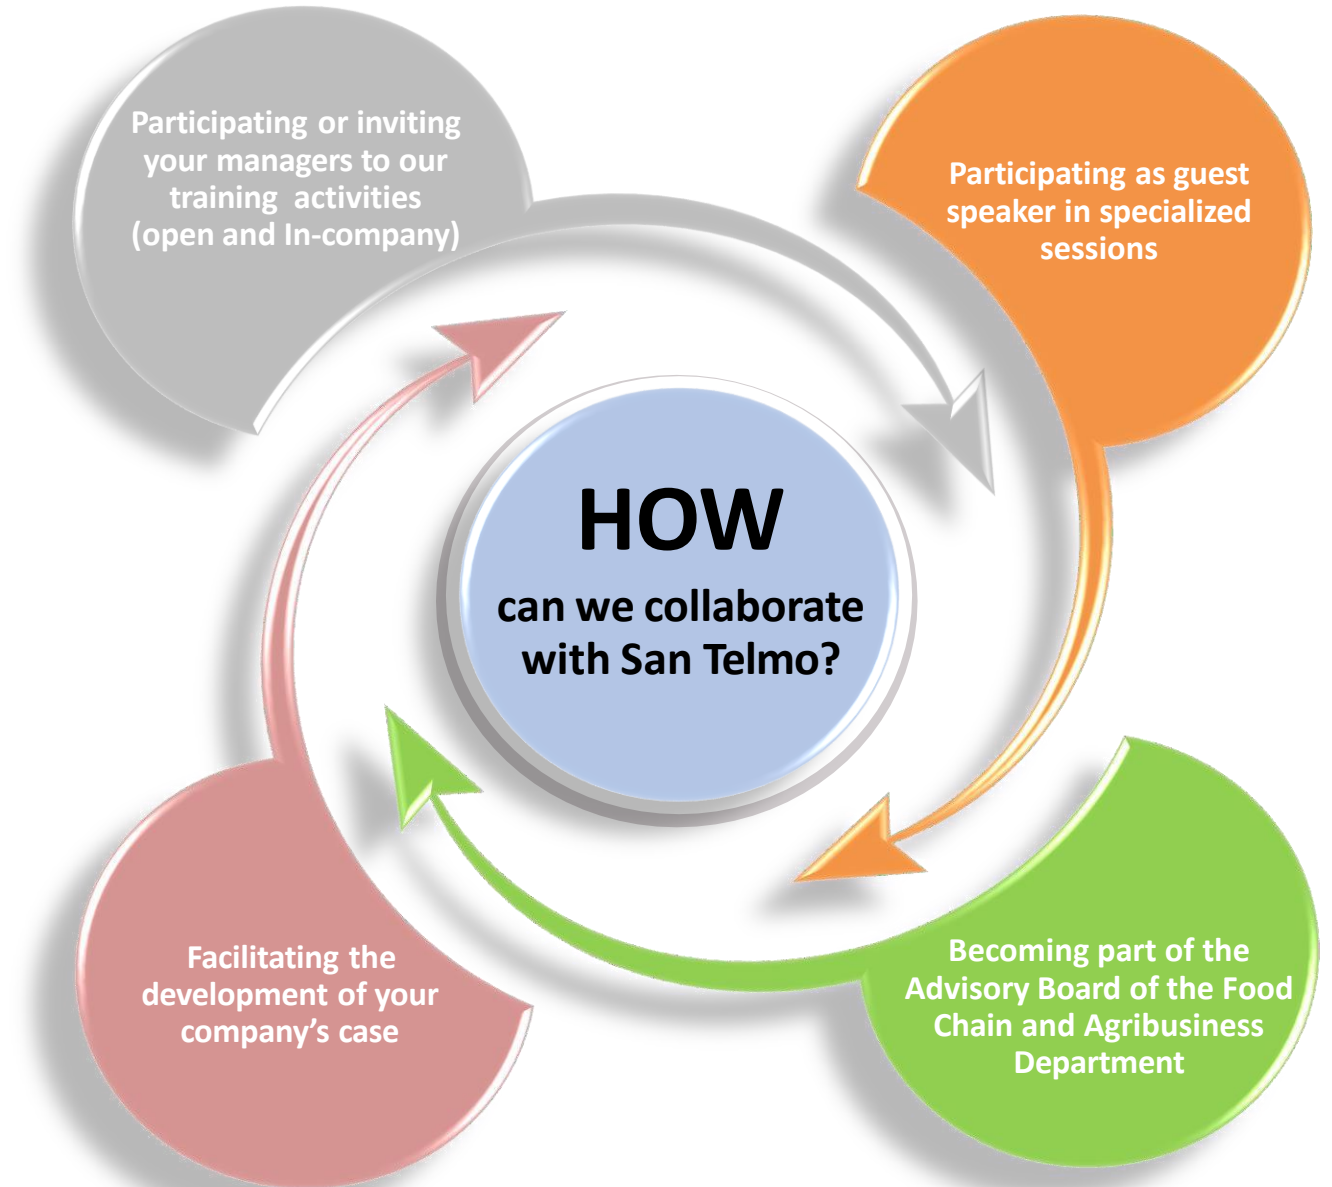 Participating or inviting
your managers to our
training activities
(open and In-company)
Participating as guest
speaker in specialized
sessions
HOW
can we collaborate
with San Telmo?
Facilitating the
development of your
company’s case
Becoming part of the
Advisory Board of the Food
Chain and Agribusiness
Department